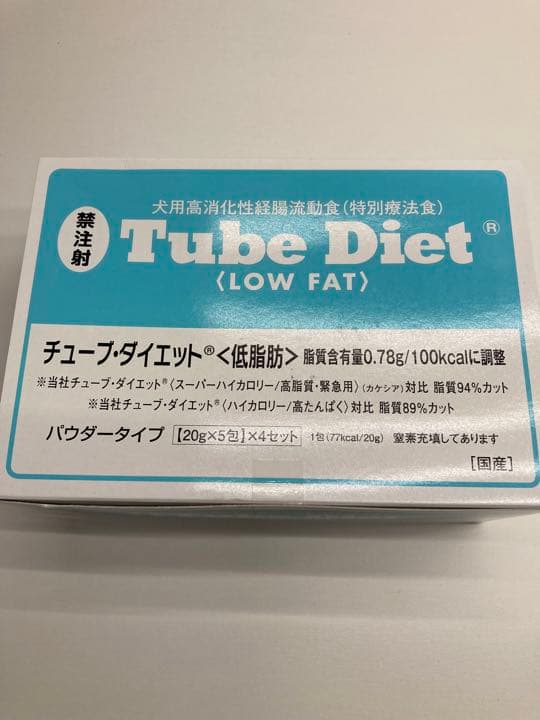 犬用高消化性経腸流動食(特別療法食)
禁注射
Tube Diet®
〈LOW FAT〉
チューブ・ダイエット®<低脂肪> 脂質含有量0.78g/100kcalに調整
※当社チューブ・ダイエット®〈スーパーハイカロリー/高脂質・緊急用〉(カケシア)対比 脂質94%カット
※当社チューブ・ダイエット®〈ハイカロリー/高たんぱく〉対比 脂質89%カット
パウダータイプ 【20g×5包】×4セット 1包(77kcal/20g) 窒素充填してあります
[国産]